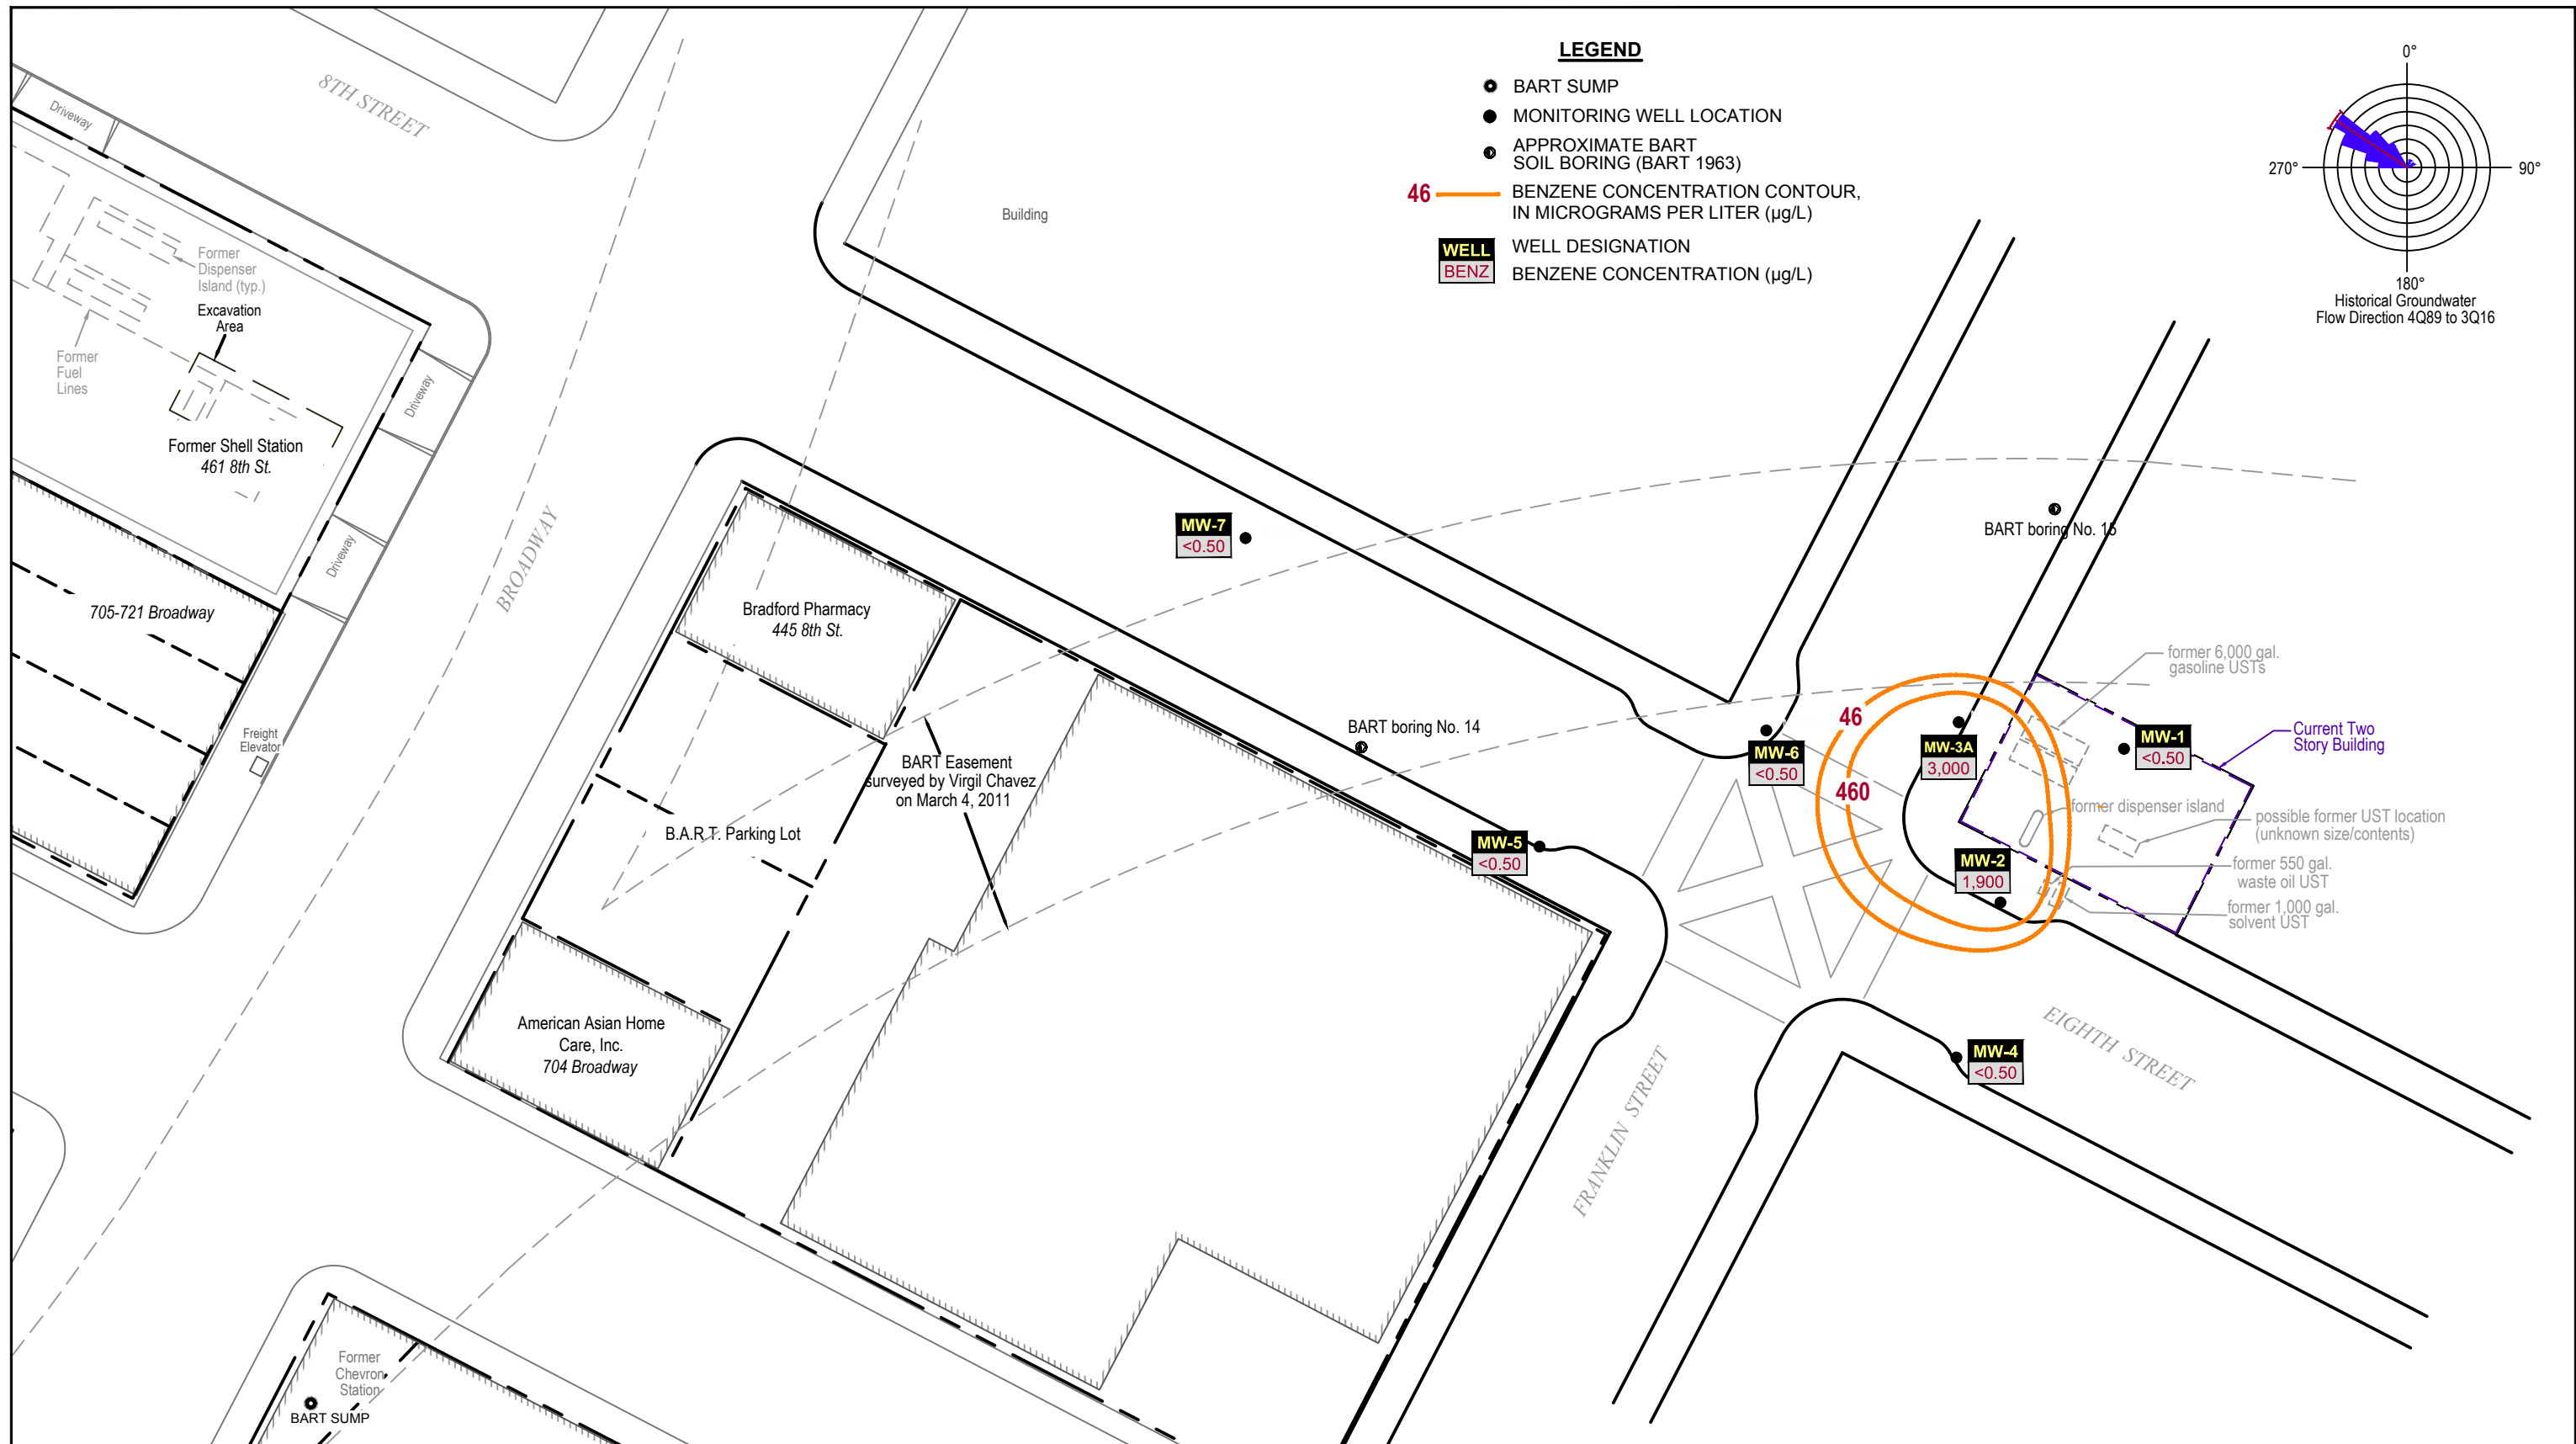 LEGEND
BART SUMP
MONITORING WELL LOCATION
APPROXIMATE BART
SOIL BORING (BART 1963)
46
BENZENE CONCENTRATION CONTOUR,
IN MICROGRAMS PER LITER (µg/L)
WELL
WELL DESIGNATION
BENZ
BENZENE CONCENTRATION (µg/L)
0°
270°
90°
180°
Historical Groundwater
Flow Direction 4Q89 to 3Q16
8TH STREET
Driveway
Former
Dispenser
Island (typ.)
Excavation
Area
Former
Fuel
Lines
Driveway
Former Shell Station
461 8th St.
Driveway
705-721 Broadway
BROADWAY
Freight
Elevator
Building
MW-7
<0.50
Bradford Pharmacy
445 8th St.
BART Easement
surveyed by Virgil Chavez
on March 4, 2011
B.A.R.T. Parking Lot
American Asian Home
Care, Inc.
704 Broadway
BART boring No. 14
BART boring No. 15
MW-5
<0.50
MW-6
<0.50
46
460
MW-3A
3,000
MW-2
1,900
MW-1
<0.50
former 6,000 gal.
gasoline USTs
Current Two
Story Building
former dispenser island
possible former UST location
(unknown size/contents)
former 550 gal.
waste oil UST
former 1,000 gal.
solvent UST
MW-4
<0.50
EIGHTH STREET
FRANKLIN STREET
Former
Chevron
Station
BART SUMP